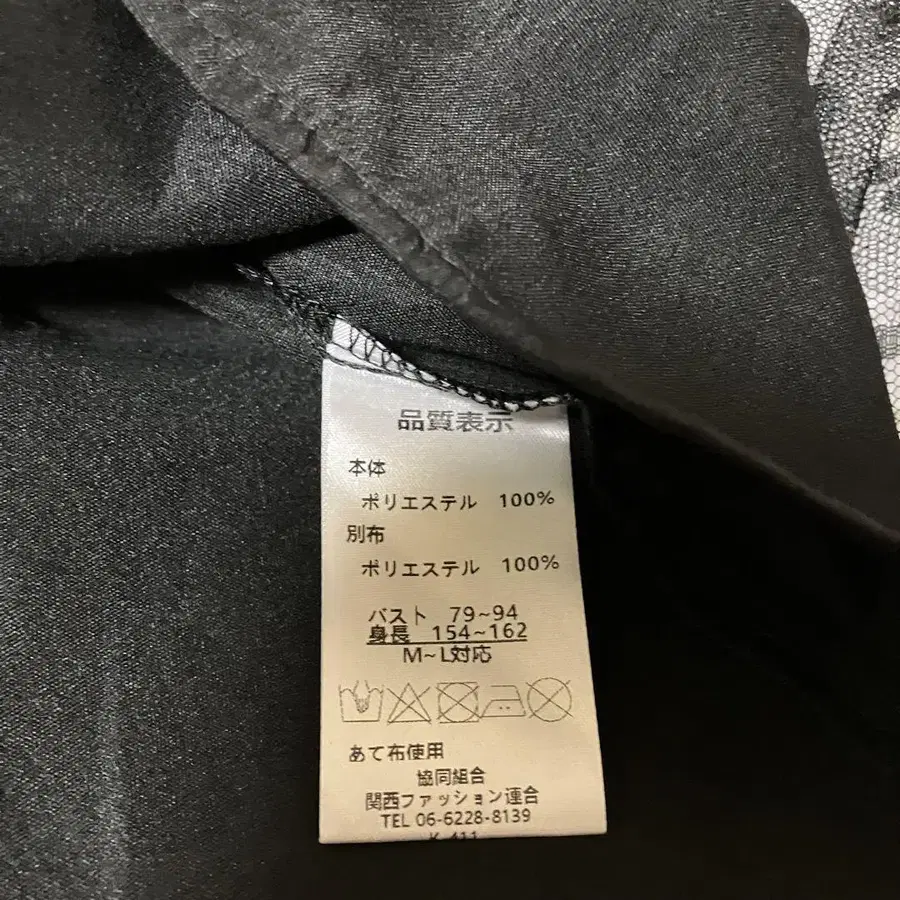 品質表示
本体
ポリエステル 100%
別布
ポリエステル 100%
バスト 79~94
身長 154~162
M~L対応
あて布使用
協同組合
関西ファッション連合
TEL 06-6228-8139
K-411